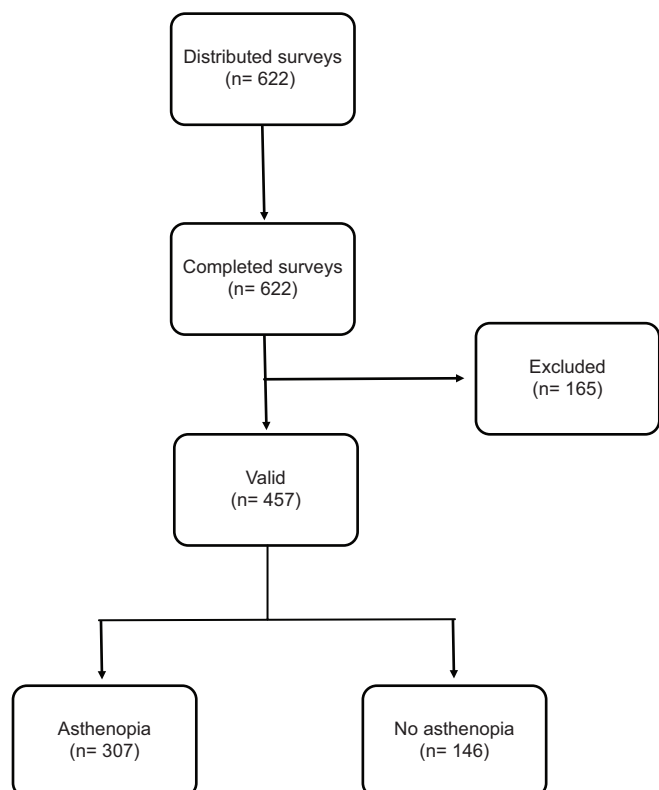 Distributed surveys
(n= 622)
Completed surveys
(n= 622)
Excluded
(n= 165)
Valid
(n= 457)
Asthenopia
(n= 307)
No asthenopia
(n= 146)